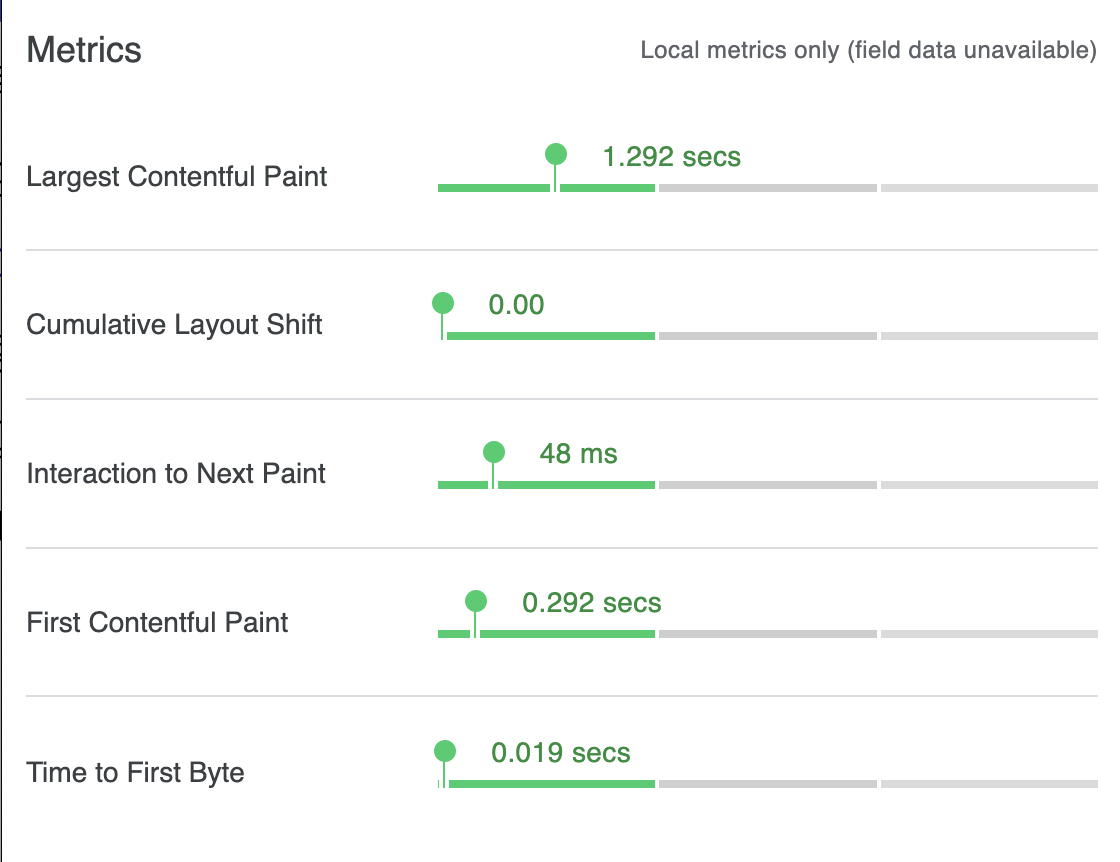 Metrics
Local metrics only (field data unavailable)
Largest Contentful Paint
1.292 secs
Cumulative Layout Shift
0.00
Interaction to Next Paint
48 ms
First Contentful Paint
0.292 secs
Time to First Byte
0.019 secs